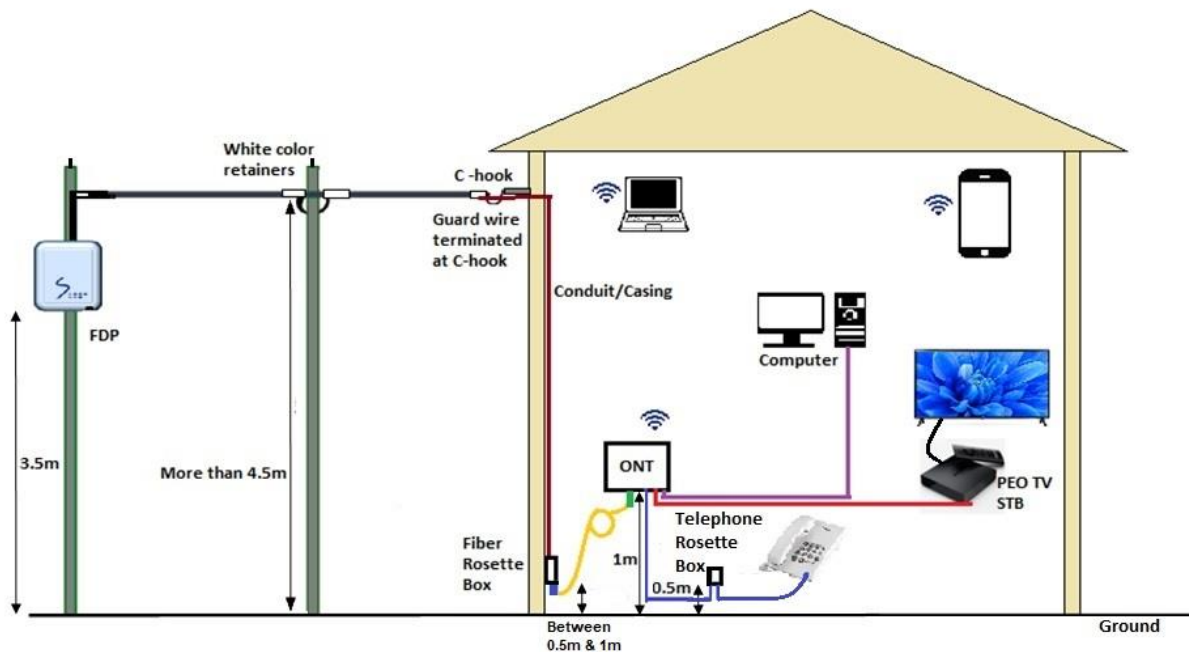 White color
retainers
C -hook
Guard wire
terminated
at C-hook
Conduit/Casing
FDP
Computer
3.5m
More than 4.5m
ONT
PEO TV
STB
Telephone
Rosette
Box
Fiber
Rosette
Box
1m
0.5m
Between
0.5m & 1m
Ground